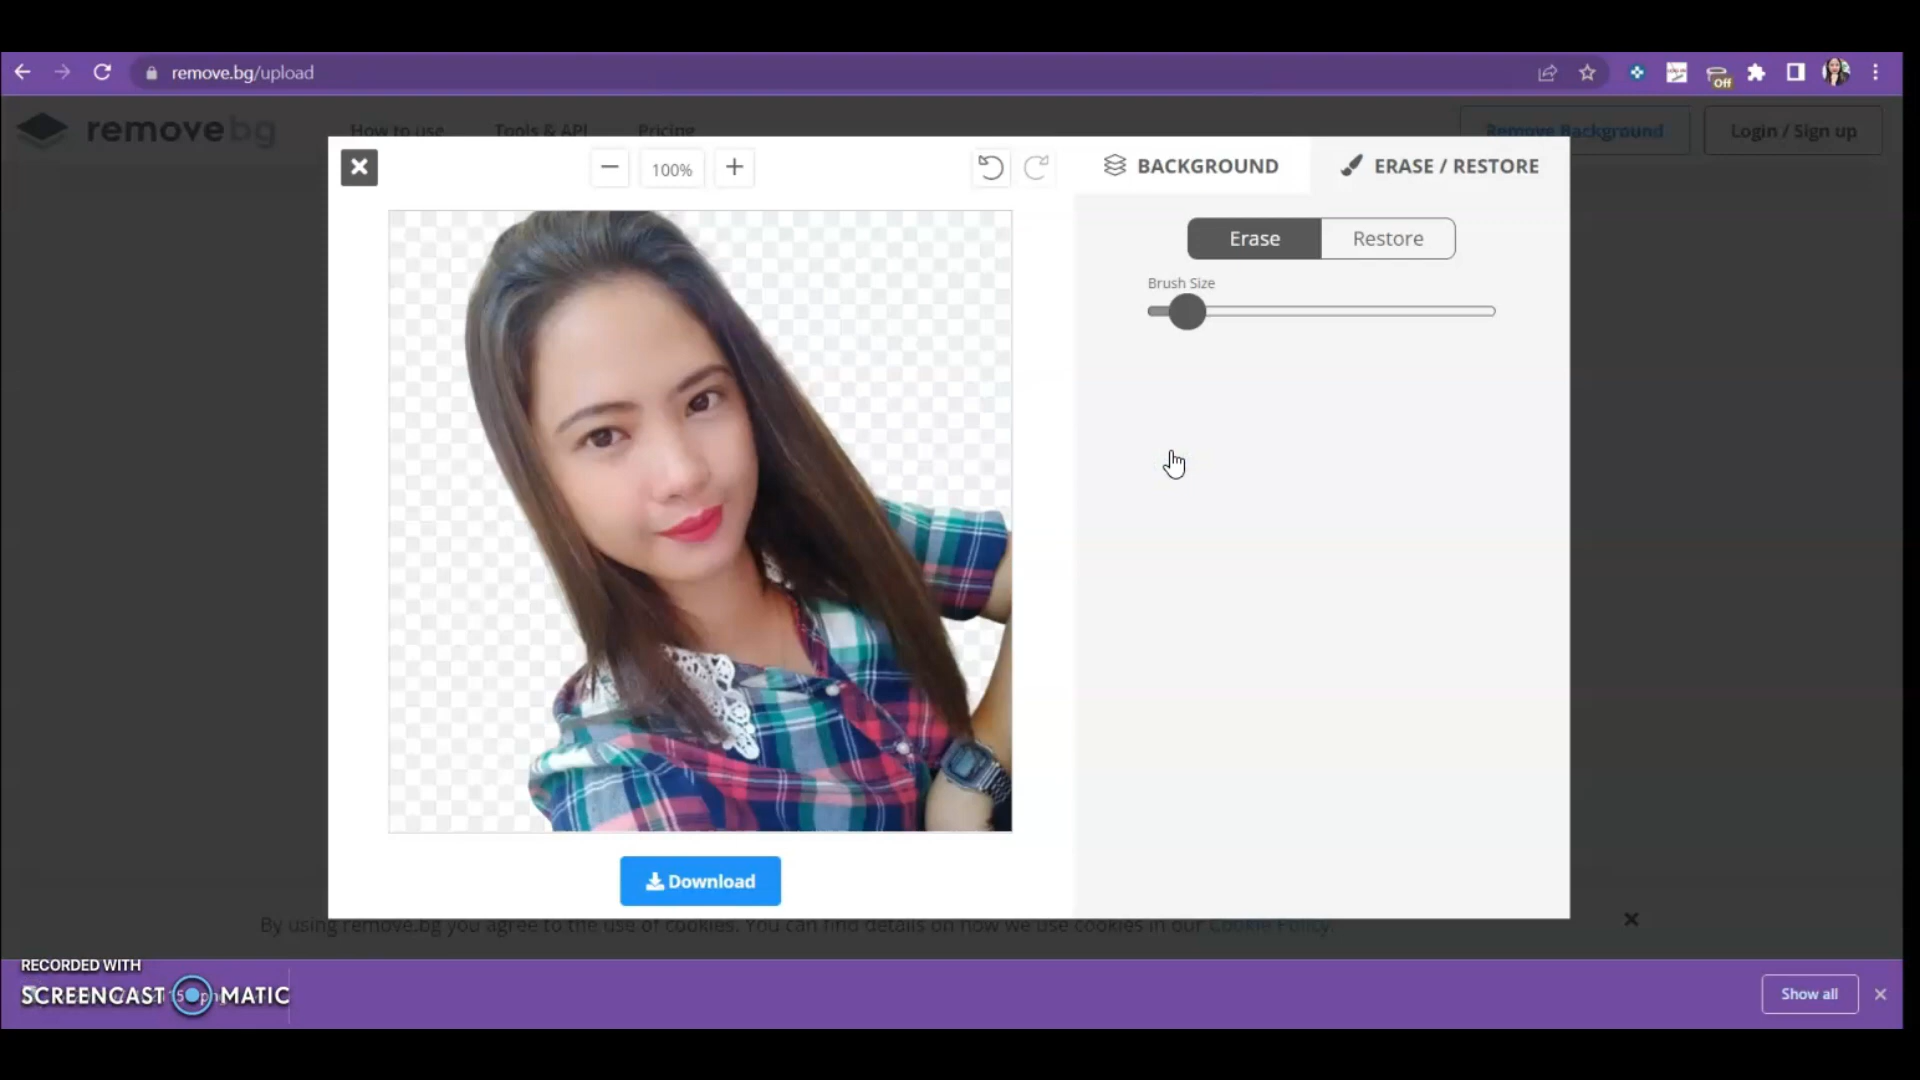 remove.bg/upload
Off
removebg
How to use
Tools & API
Pricing
Remove Background
Login / Sign up
100%
BACKGROUND
ERASE / RESTORE
Erase
Restore
Brush Size
Download
By using remove.bg you agree to the use of cookies. You can find details on how we use cookies in our Cookie Policy.
RECORDED WITH
SCREENCAST MATIC
Show all